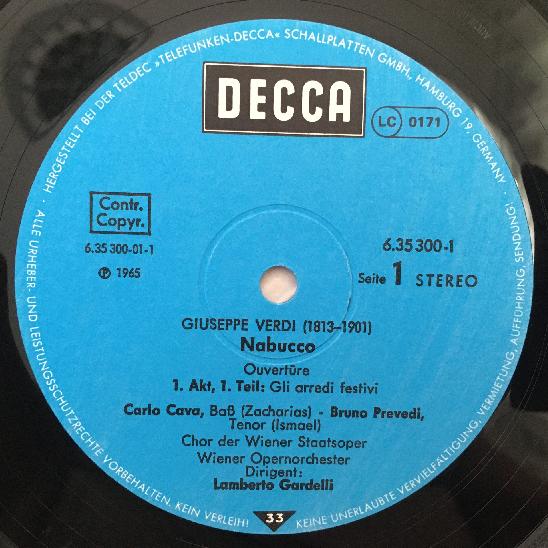 HERGESTELLT BEI DER TELDEC »TELEFUNKEN-DECCA« SCHALLPLATTEN GMBH, HAMBURG 19, GERMANY ·
DECCA
LC 0171
Contr.
Copyr.
6.35 300-01-1
℗ 1965
6.35 300-1
Seite 1 STEREO
GIUSEPPE VERDI (1813–1901)
Nabucco
Ouvertüre
1. Akt, 1. Teil: Gli arredi festivi
Carlo Cava, Baß (Zacharias) - Bruno Prevedi,
Tenor (Ismael)
Chor der Wiener Staatsoper
Wiener Opernorchester
Dirigent:
Lamberto Gardelli
33
· ALLE URHEBER- UND LEISTUNGSSCHUTZRECHTE VORBEHALTEN. KEIN VERLEIH!
KEINE UNERLAUBTE VERVIELFÄLTIGUNG, VERMIETUNG, AUFFÜHRUNG, SENDUNG!